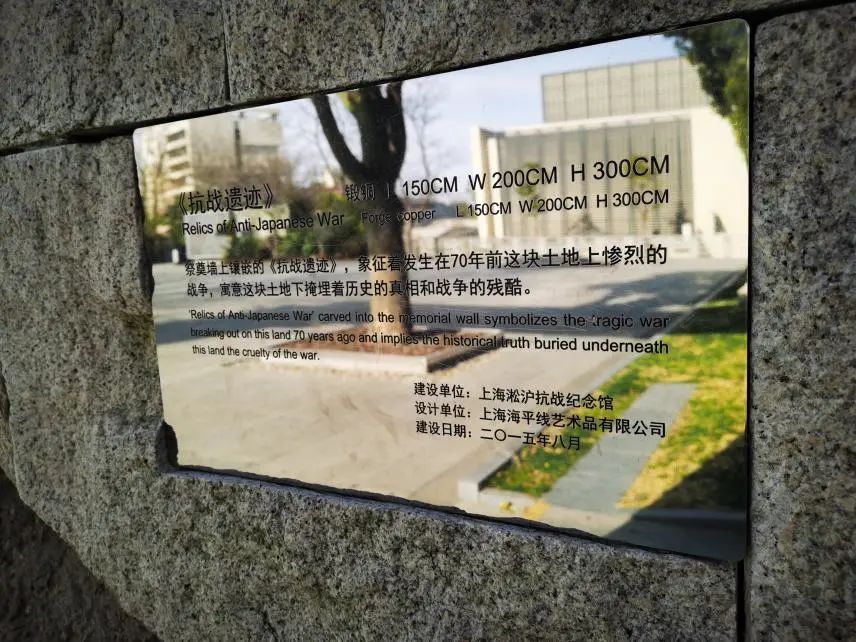 《抗战遗迹》 锻铜 L 150CM W 200CM H 300CM
Relics of Anti-Japanese War Forge copper L 150CM W 200CM H 300CM
祭奠墙上镶嵌的《抗战遗迹》，象征着发生在70年前这块土地上惨烈的
战争，寓意这块土地下掩埋着历史的真相和战争的残酷。
'Relics of Anti-Japanese War' carved into the memorial wall symbolizes the tragic war
breaking out on this land 70 years ago and implies the historical truth buried underneath
this land the cruelty of the war.
建设单位：上海淞沪抗战纪念馆
设计单位：上海海平线艺术品有限公司
建设日期：二〇一五年八月